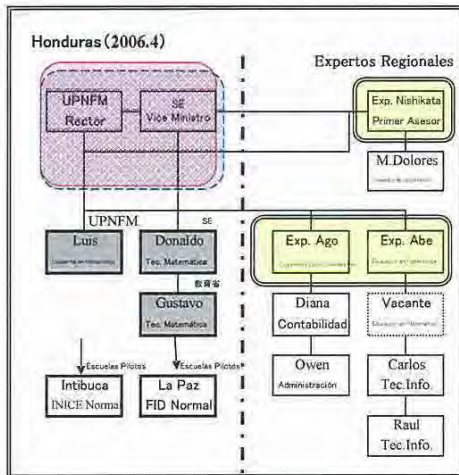 Honduras (2006.4)
Expertos Regionales
UPNFM
Rector
SE
Vice Ministro
Exp. Nishikata
Primer Asesor
M.Dolores
UPNFM
SE
Luis
Donaldo
Tec. Matemática
Exp. Ago
Exp. Abe
教育省
Gustavo
Tec. Matemática
Diana
Contabilidad
Vacante
Owen
Administración
Carlos
Tec.Info.
Raul
Tec.Info.
Escuelas Pilotos
Escuelas Pilotos
Intibuca
INICE Normal
La Paz
FID Normal